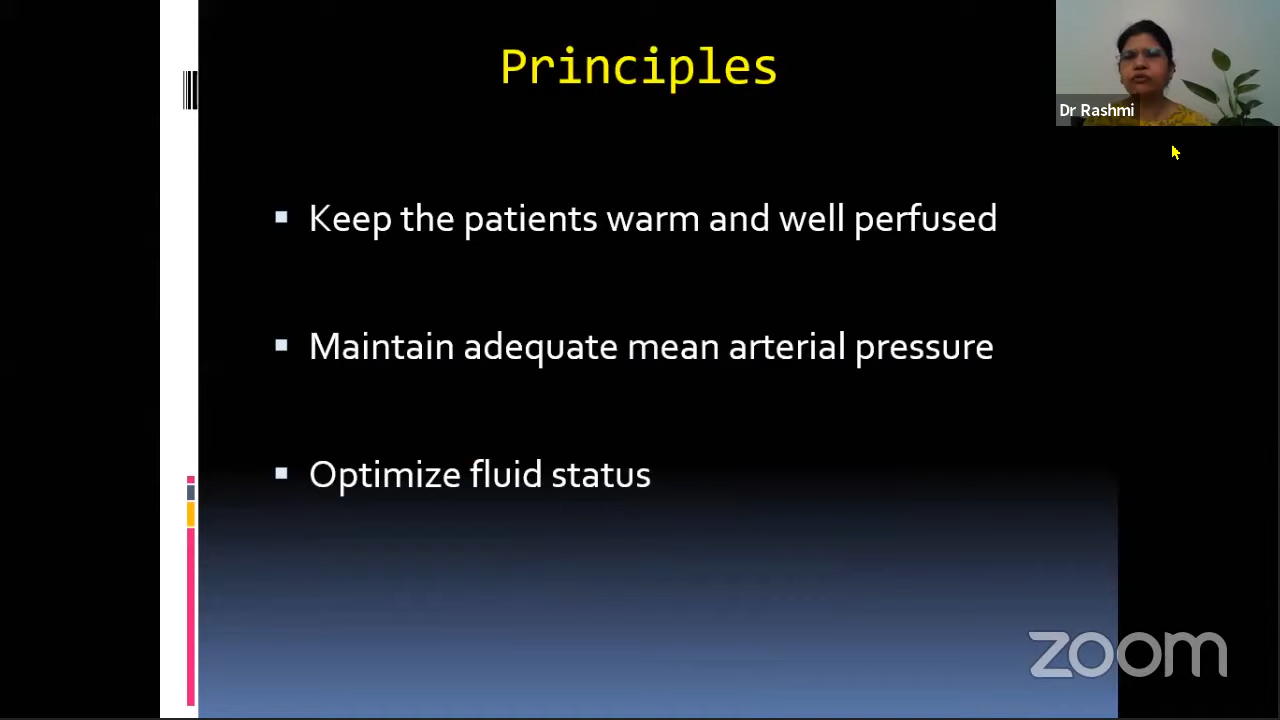 Principles
Dr Rashmi
Keep the patients warm and well perfused
Maintain adequate mean arterial pressure
Optimize fluid status
zoom